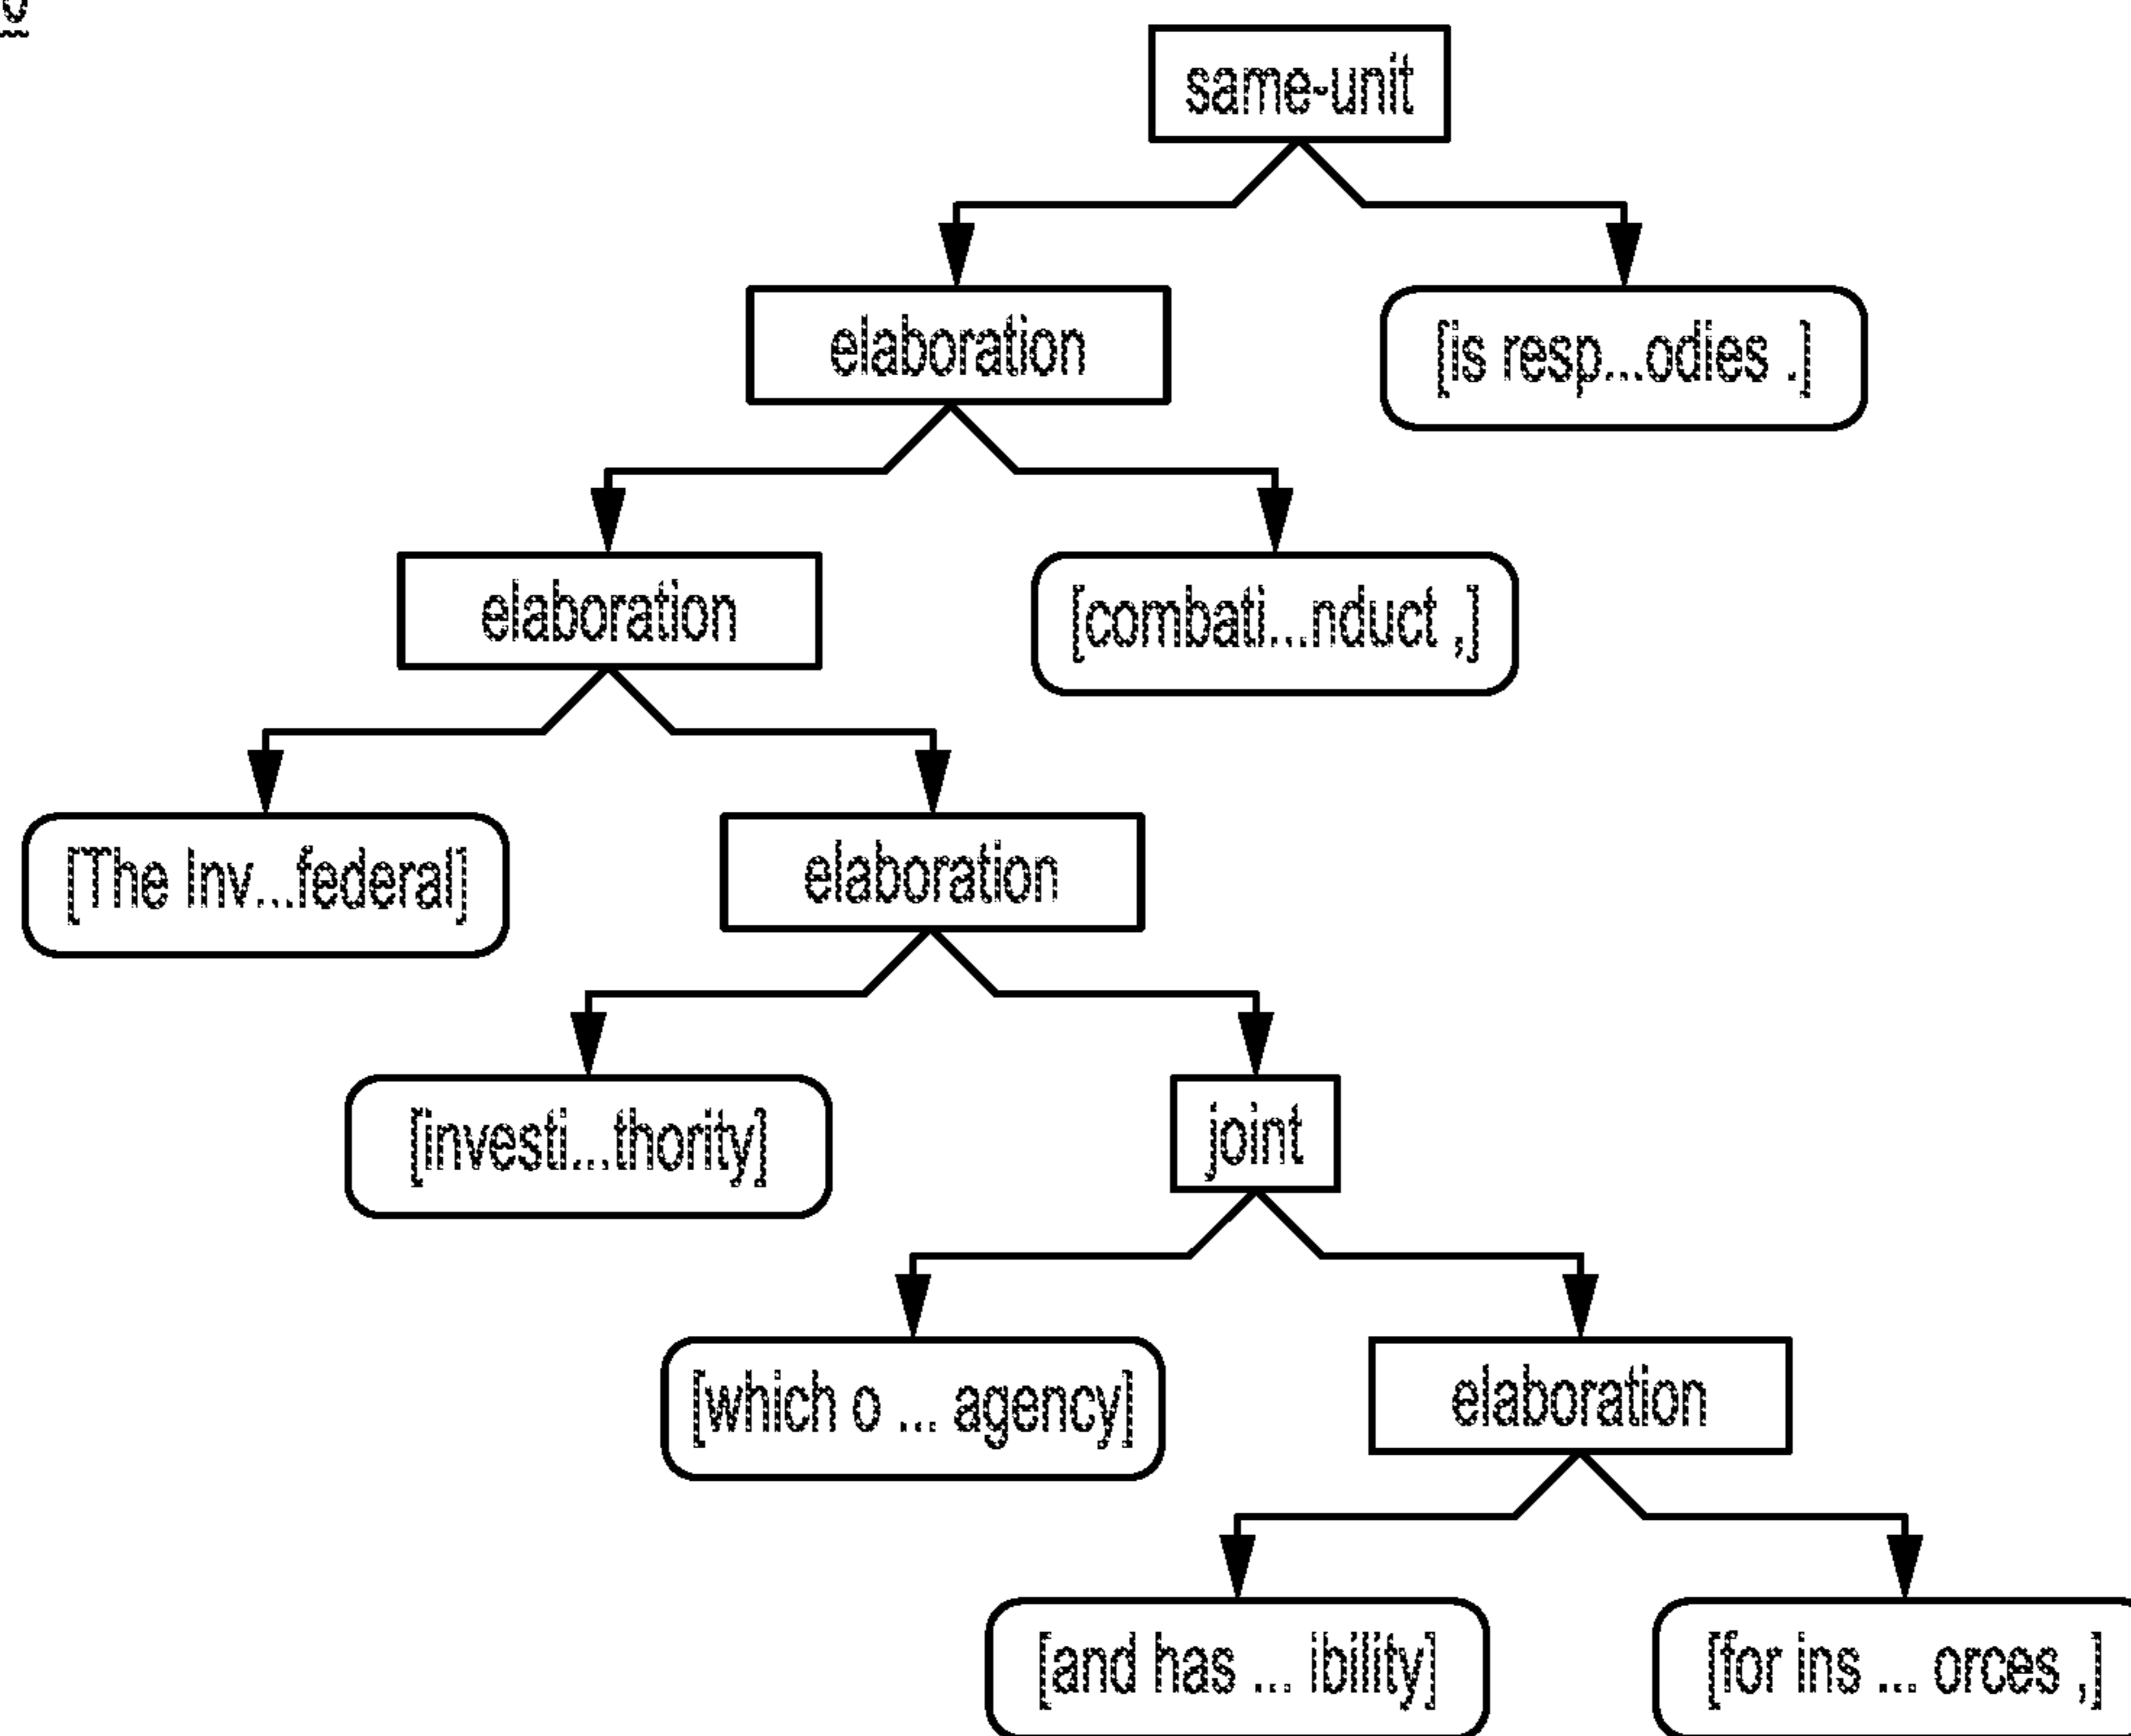 same-unit
elaboration
[is resp...odies .]
elaboration
[combati...nduct ,]
[The Inv...federal]
elaboration
[investi...thority]
joint
[which o ... agency]
elaboration
[and has ... ibility]
[for ins ... orces ,]